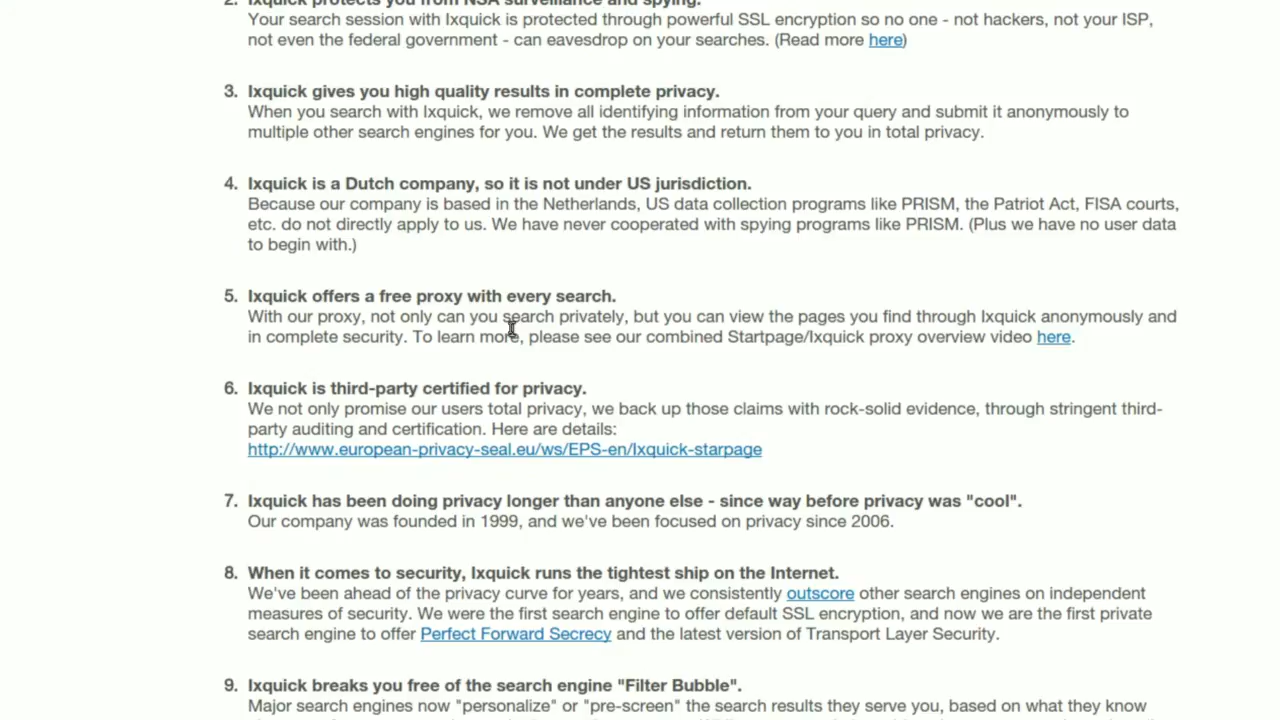 2. Ixquick protects you from NSA surveillance and spying.
Your search session with Ixquick is protected through powerful SSL encryption so no one - not hackers, not your ISP,
not even the federal government - can eavesdrop on your searches. (Read more here)
3. Ixquick gives you high quality results in complete privacy.
When you search with Ixquick, we remove all identifying information from your query and submit it anonymously to
multiple other search engines for you. We get the results and return them to you in total privacy.
4. Ixquick is a Dutch company, so it is not under US jurisdiction.
Because our company is based in the Netherlands, US data collection programs like PRISM, the Patriot Act, FISA courts,
etc. do not directly apply to us. We have never cooperated with spying programs like PRISM. (Plus we have no user data
to begin with.)
5. Ixquick offers a free proxy with every search.
With our proxy, not only can you search privately, but you can view the pages you find through Ixquick anonymously and
in complete security. To learn more, please see our combined Startpage/Ixquick proxy overview video here.
6. Ixquick is third-party certified for privacy.
We not only promise our users total privacy, we back up those claims with rock-solid evidence, through stringent third-
party auditing and certification. Here are details:
http://www.european-privacy-seal.eu/ws/EPS-en/Ixquick-starpage
7. Ixquick has been doing privacy longer than anyone else - since way before privacy was "cool".
Our company was founded in 1999, and we've been focused on privacy since 2006.
8. When it comes to security, Ixquick runs the tightest ship on the Internet.
We've been ahead of the privacy curve for years, and we consistently outscore other search engines on independent
measures of security. We were the first search engine to offer default SSL encryption, and now we are the first private
search engine to offer Perfect Forward Secrecy and the latest version of Transport Layer Security.
9. Ixquick breaks you free of the search engine "Filter Bubble".
Major search engines now "personalize" or "pre-screen" the search results they serve you, based on what they know